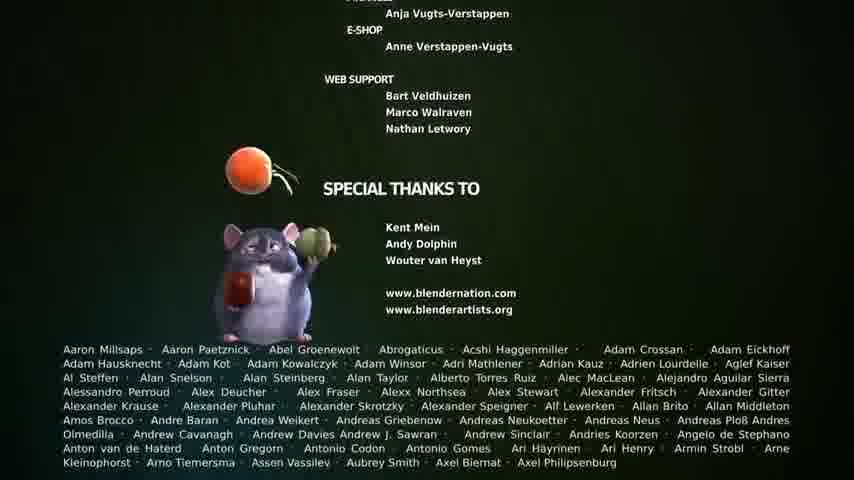 Anja Vugts-Verstappen
E-SHOP
Anne Verstappen-Vugts
WEB SUPPORT
Bart Veldhuizen
Marco Walraven
Nathan Letwory
SPECIAL THANKS TO
Kent Mein
Andy Dolphin
Wouter van Heyst
www.blendernation.com
www.blenderartists.org
Aaron Millsaps · Aaron Paetznick · Abel Groenewolt · Abrogaticus · Acshi Haggenmiller · Adam Crossan · Adam Eickhoff
Adam Hausknecht · Adam Kot · Adam Kowalczyk · Adam Winsor · Adri Mathlener · Adrian Kauz · Adrien Lourdelle · Aglef Kaiser
Al Steffen · Alan Snelson · Alan Steinberg · Alan Taylor · Alberto Torres Ruiz · Alec MacLean · Alejandro Aguilar Sierra
Alessandro Perroud · Alex Deucher · Alex Fraser · Alexx Northsea · Alex Stewart · Alexander Fritsch · Alexander Gitter
Alexander Krause · Alexander Pluhar · Alexander Skrotzky · Alexander Speigner · Alf Lewerken · Allan Brito · Allan Middleton
Amos Brocco · Andre Baran · Andrea Weikert · Andreas Griebenow · Andreas Neukoetter · Andreas Neus · Andreas Ploß Andres
Olmedilla · Andrew Cavanagh · Andrew Davies Andrew J. Sawran · Andrew Sinclair · Andries Koorzen · Angelo de Stephano
Anton van de Haterd · Anton Gregorn · Antonio Codon · Antonio Gomes · Ari Häyrinen · Ari Henry · Armin Strobl · Arne
Kleinophorst · Arno Tiemersma · Assen Vassilev · Aubrey Smith · Axel Biernat · Axel Philipsenburg